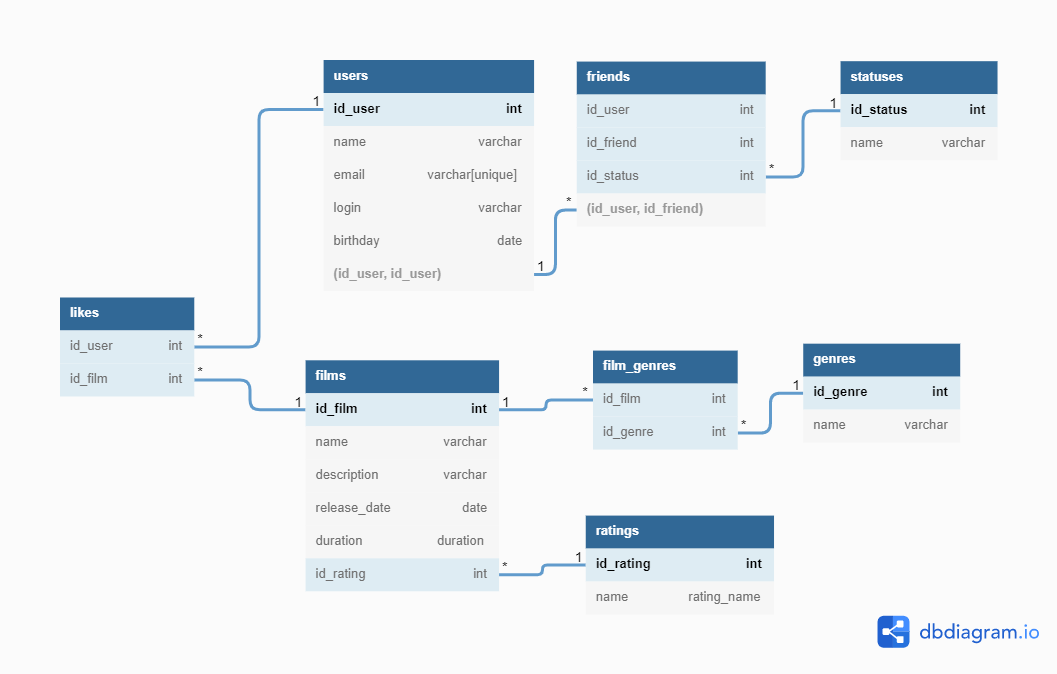 users
1 id_user int
name varchar
email varchar[unique]
login varchar
birthday date
(id_user, id_user) 1
friends
id_user int
id_friend int
id_status int *
* (id_user, id_friend)
statuses
1 id_status int
name varchar
likes
id_user int *
id_film int *
films
1 id_film int 1
name varchar
description varchar
release_date date
duration duration
id_rating int *
film_genres
* id_film int
id_genre int *
genres
1 id_genre int
name varchar
ratings
1 id_rating int
name rating_name
dbdiagram.io